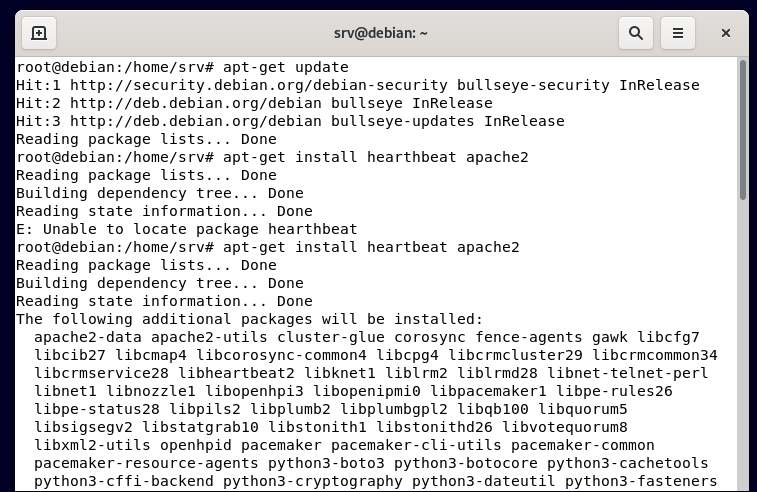 srv@debian: ~
root@debian:/home/srv# apt-get update
Hit:1 http://security.debian.org/debian-security bullseye-security InRelease
Hit:2 http://deb.debian.org/debian bullseye InRelease
Hit:3 http://deb.debian.org/debian bullseye-updates InRelease
Reading package lists... Done
root@debian:/home/srv# apt-get install hearthbeat apache2
Reading package lists... Done
Building dependency tree... Done
Reading state information... Done
E: Unable to locate package hearthbeat
root@debian:/home/srv# apt-get install heartbeat apache2
Reading package lists... Done
Building dependency tree... Done
Reading state information... Done
The following additional packages will be installed:
apache2-data apache2-utils cluster-glue corosync fence-agents gawk libcfg7
libcib27 libcmap4 libcorosync-common4 libcpg4 libcrmcluster29 libcrmcommon34
libcrmservice28 libheartbeat2 libknet1 liblrm2 liblrmd28 libnet-telnet-perl
libnet1 libnozzle1 libopenhpi3 libopenipmi0 libpacemaker1 libpe-rules26
libpe-status28 libpils2 libplumb2 libplumbgpl2 libqb100 libquorum5
libsigsegv2 libstatgrab10 libstonith1 libstonithd26 libvotequorum8
libxml2-utils openhpid pacemaker pacemaker-cli-utils pacemaker-common
pacemaker-resource-agents python3-boto3 python3-botocore python3-cachetools
python3-cffi-backend python3-cryptography python3-dateutil python3-fasteners